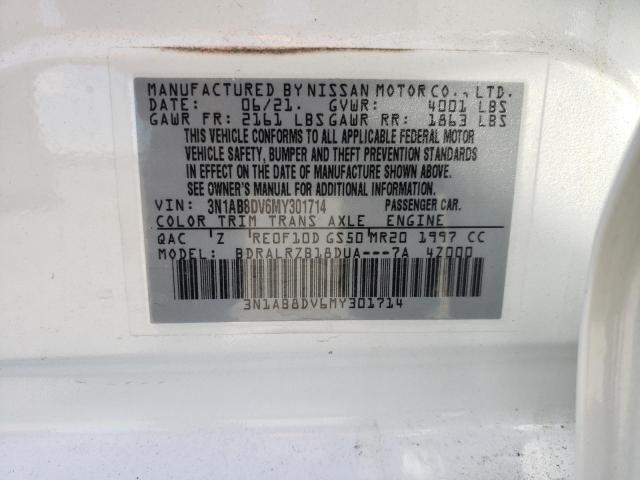 MANUFACTURED BY NISSAN MOTOR CO., LTD.
DATE: 06/21. GVWR: 4001 LBS
GAWR FR: 2161 LBS GAWR RR: 1863 LBS
THIS VEHICLE CONFORMS TO ALL APPLICABLE FEDERAL MOTOR
VEHICLE SAFETY, BUMPER AND THEFT PREVENTION STANDARDS
IN EFFECT ON THE DATE OF MANUFACTURE SHOWN ABOVE.
SEE OWNER'S MANUAL FOR ADDITIONAL INFORMATION.
VIN: 3N1AB8DV6MY301714 PASSENGER CAR.
COLOR TRIM TRANS AXLE ENGINE
QAC 'Z RE0F10D GS50 MR20 1997 CC
MODEL: BDRALRZB18DUA---7A 4Z000
3N1AB8DV6MY301714